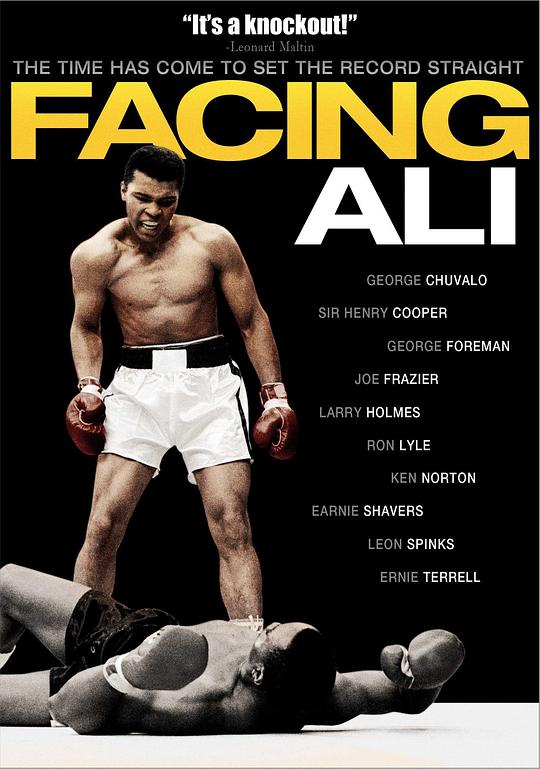 “It’s a knockout!”
-Leonard Maltin
THE TIME HAS COME TO SET THE RECORD STRAIGHT
FACING
ALI
GEORGE CHUVALO
SIR HENRY COOPER
GEORGE FOREMAN
JOE FRAZIER
LARRY HOLMES
RON LYLE
KEN NORTON
EARNIE SHAVERS
LEON SPINKS
ERNIE TERRELL